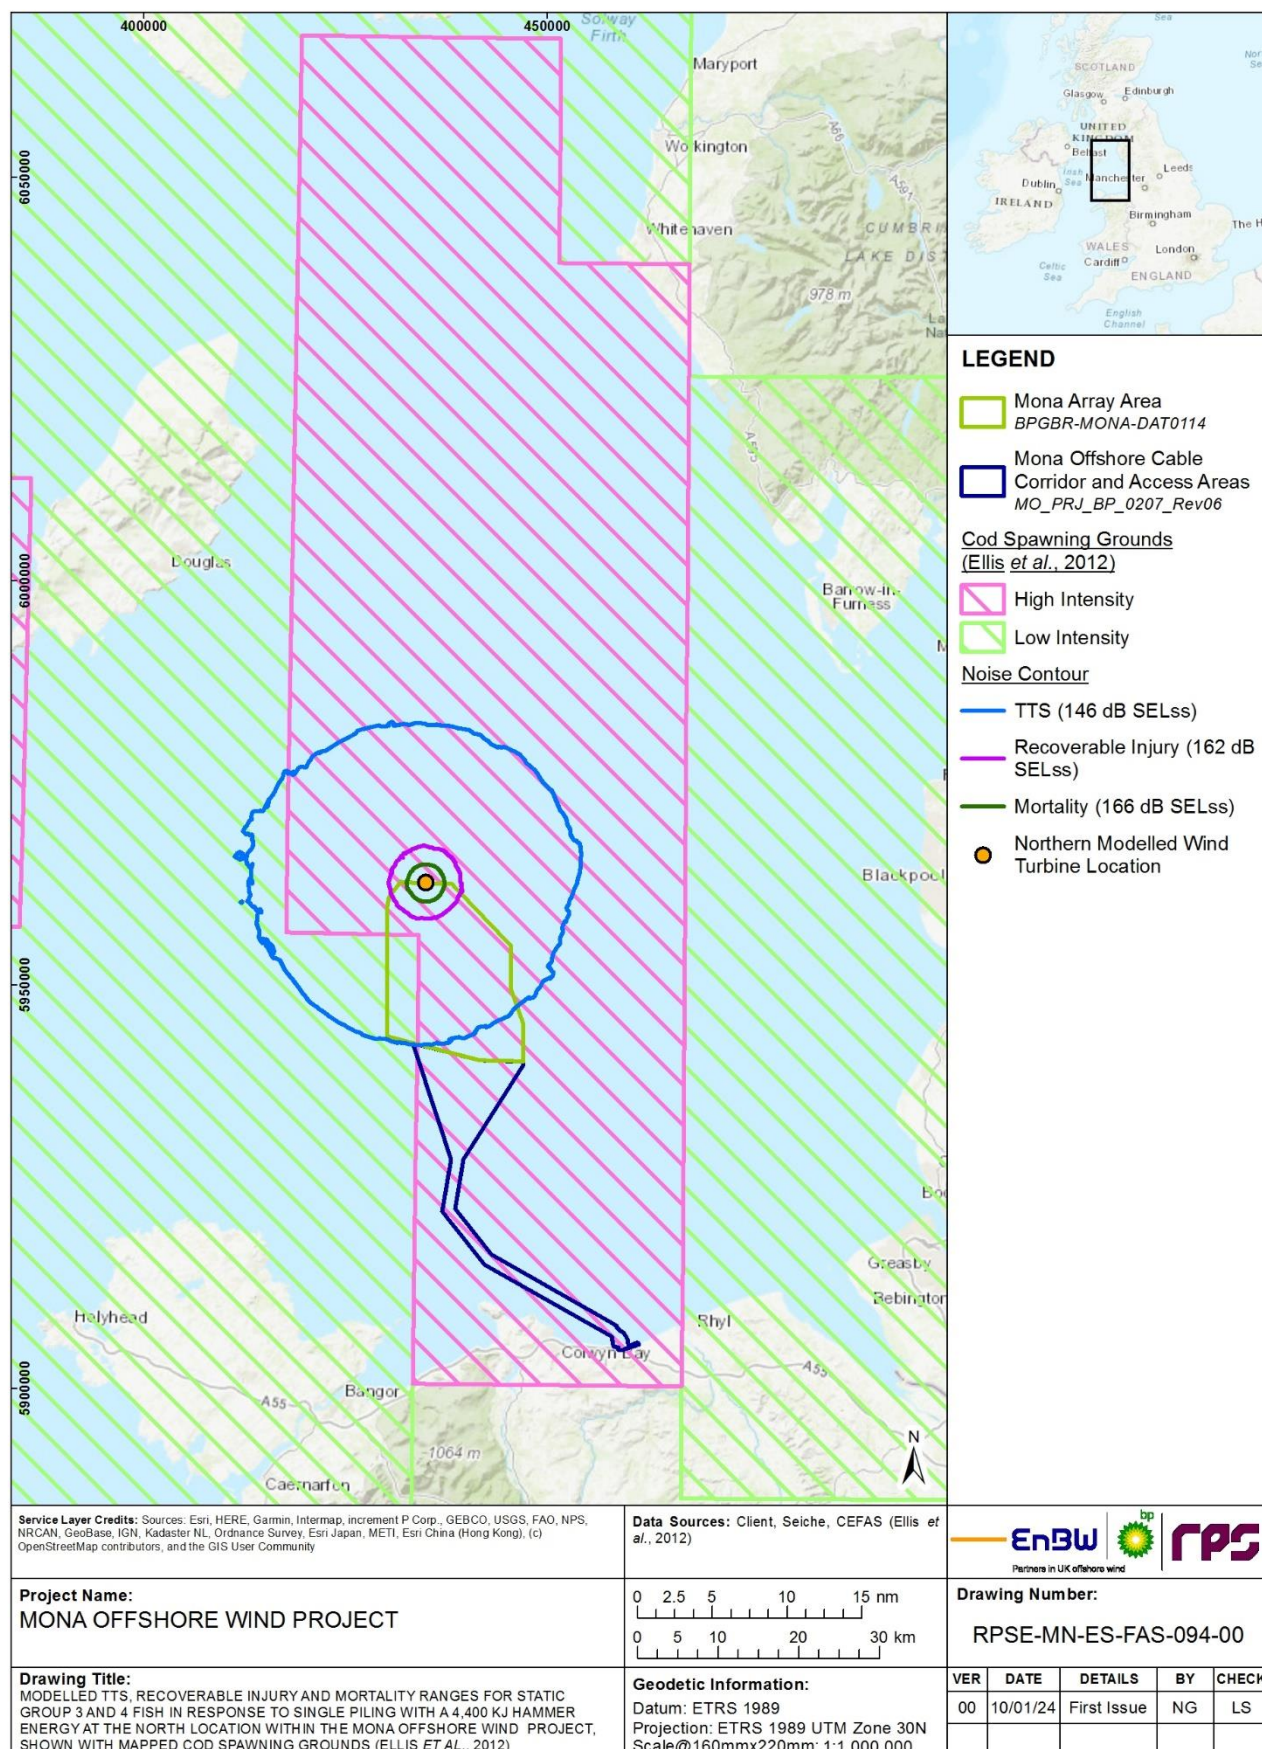 400000
450000
6050000
6000000
5950000
5900000
Solway
Firth
Maryport
Workington
A66
A591
Whitehaven
CUMBRI
LAKE DIS
978 m
La
Nat
A595
Douglas
Barrow-in-
Furness
M
Blackpool
Bo
Greasby
Bebington
Holyhead
Rhyl
Colwyn Bay
A55
A55
Bangor
1064 m
Caernarfon
N
Sea
Nor
Se
SCOTLAND
Glasgow
Edinburgh
UNITED
KINGDOM
Belfast
Irish
Sea
Manchester
Leeds
Dublin
IRELAND
Birmingham
The H
WALES
London
Cardiff
Celtic
Sea
ENGLAND
English
Channel
LEGEND
Mona Array Area
BPGBR-MONA-DAT0114
Mona Offshore Cable
Corridor and Access Areas
MO_PRJ_BP_0207_Rev06
Cod Spawning Grounds
(Ellis et al., 2012)
High Intensity
Low Intensity
Noise Contour
TTS (146 dB SELss)
Recoverable Injury (162 dB
SELss)
Mortality (166 dB SELss)
Northern Modelled Wind
Turbine Location
Service Layer Credits: Sources: Esri, HERE, Garmin, Intermap, increment P Corp., GEBCO, USGS, FAO, NPS,
NRCAN, GeoBase, IGN, Kadaster NL, Ordnance Survey, Esri Japan, METI, Esri China (Hong Kong), (c)
OpenStreetMap contributors, and the GIS User Community
Data Sources: Client, Seiche, CEFAS (Ellis et
al., 2012)
EnBW
bp
rps
Partners in UK offshore wind
Project Name:
MONA OFFSHORE WIND PROJECT
0 2.5 5 10 15 nm
0 5 10 20 30 km
Drawing Number:
RPSE-MN-ES-FAS-094-00
Drawing Title:
MODELLED TTS, RECOVERABLE INJURY AND MORTALITY RANGES FOR STATIC
GROUP 3 AND 4 FISH IN RESPONSE TO SINGLE PILING WITH A 4,400 KJ HAMMER
ENERGY AT THE NORTH LOCATION WITHIN THE MONA OFFSHORE WIND PROJECT,
SHOWN WITH MAPPED COD SPAWNING GROUNDS (ELLIS ET AL., 2012)
Geodetic Information:
Datum: ETRS 1989
Projection: ETRS 1989 UTM Zone 30N
Scale@160mmx220mm: 1:1,000,000
VER DATE DETAILS BY CHECK
00 10/01/24 First Issue NG LS